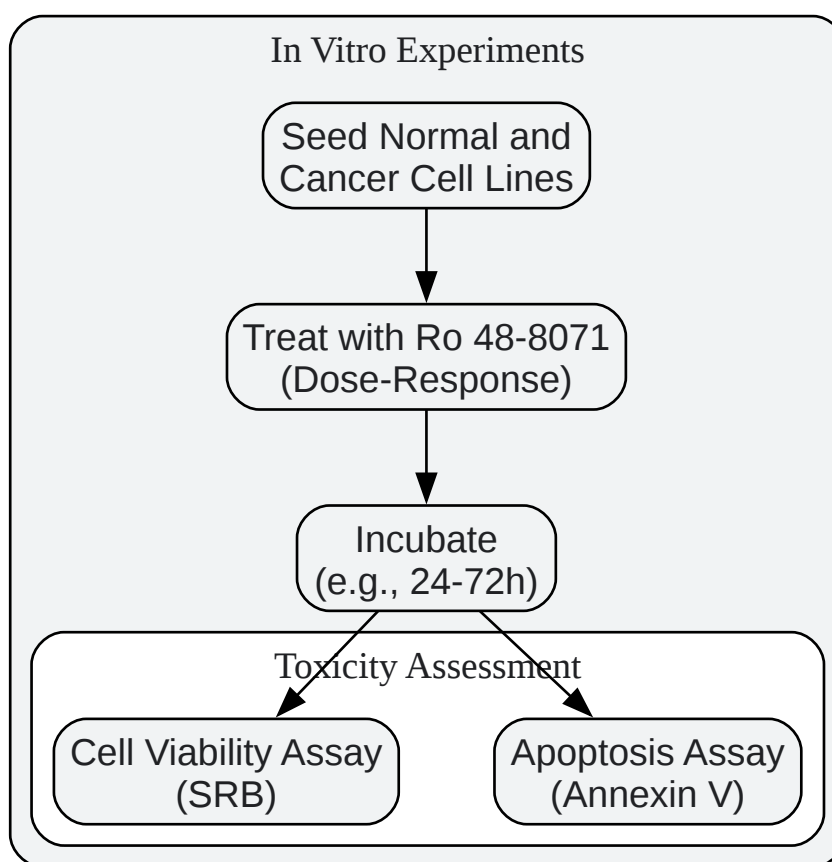 In Vitro Experiments
Seed Normal and
Cancer Cell Lines
Treat with Ro 48-8071
(Dose-Response)
Incubate
(e.g., 24-72h)
Toxicity Assessment
Cell Viability Assay
(SRB)
Apoptosis Assay
(Annexin V)